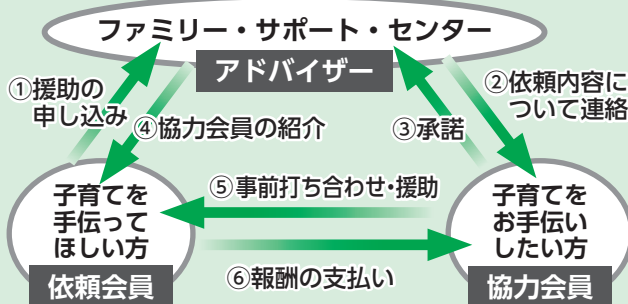 ファミリー・サポート・センター
アドバイザー
①援助の
申し込み
②依頼内容に
ついて連絡
④協力会員の紹介
③承諾
⑤事前打ち合わせ・援助
子育てを
手伝って
ほしい方
依頼会員
子育てを
お手伝い
したい方
協力会員
⑥報酬の支払い